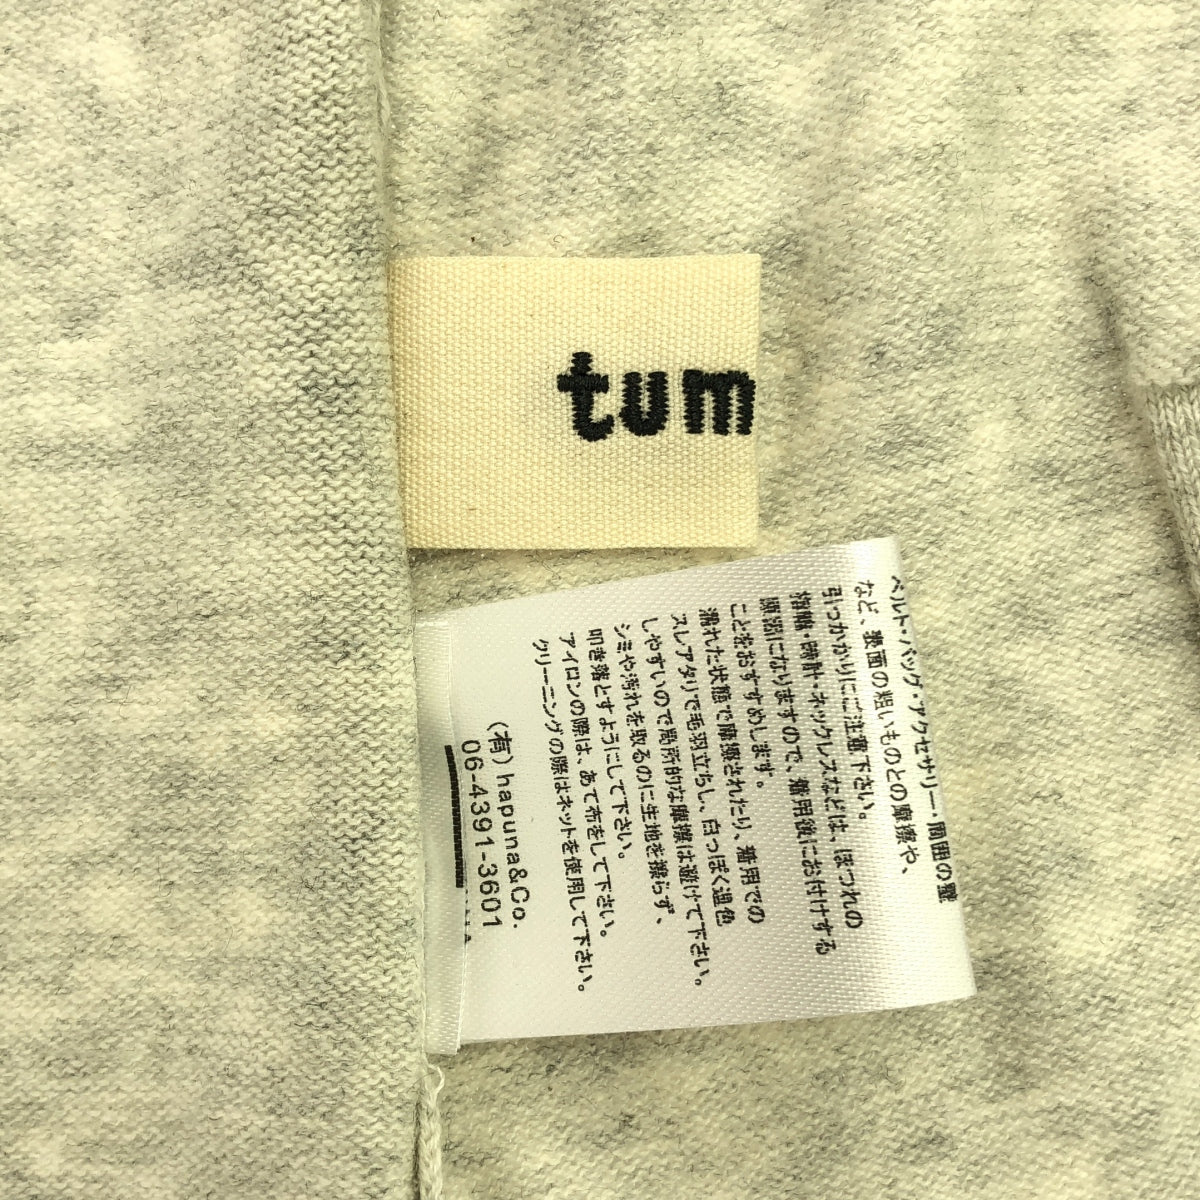 tum
ベルト・バッグ・アクセサリー・周囲の壁
など、表面の粗いものとの摩擦や、
引っかかりにご注意下さい。
指輪・時計・ネックレスなどは、ほつれの
原因になりますので、着用後にお付けする
ことをおすすめします。
濡れた状態で摩擦されたり、着用での
スレアタリで毛羽立ちし、白っぽく退色
しやすいので局所的な摩擦は避けて下さい。
シミや汚れを取るのに生地を擦らず、
叩き落とすようにして下さい。
アイロンの際は、あて布をして下さい。
クリーニングの際はネットを使用して下さい。
(有) hapuna&Co.
06-4391-3601